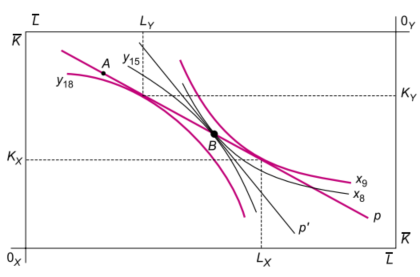 L̅ L_Y 0_Y
K̅
A y_15
y_18
K_Y
B
K_X
x_9
x_8
p
p'
K̅
0_X L_X L̅